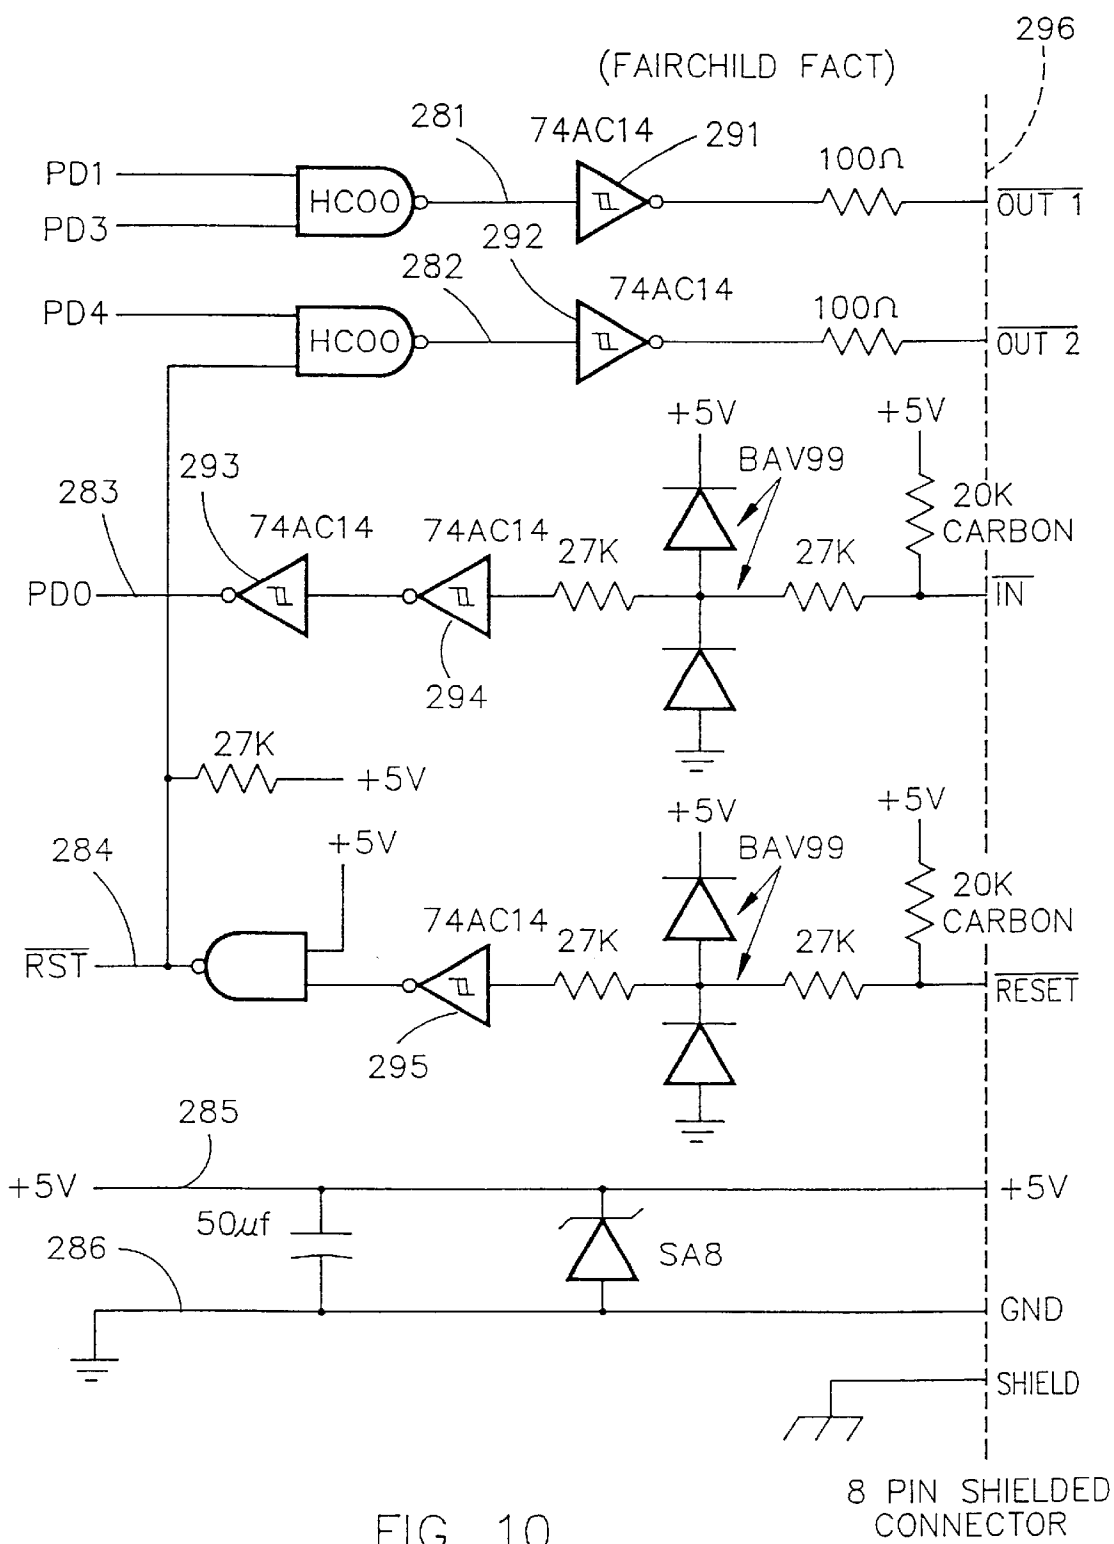 296
(FAIRCHILD FACT)
281
74AC14
291
100Ω
PD1
HC00
OUT 1
PD3
292
282
74AC14
100Ω
PD4
HC00
OUT 2
+5V
+5V
293
BAV99
283
74AC14
74AC14
27K
27K
20K
CARBON
PD0
IN
294
27K
+5V
+5V
+5V
+5V
284
BAV99
20K
CARBON
74AC14
27K
27K
RST
RESET
295
285
+5V
+5V
50µf
SA8
286
GND
SHIELD
8 PIN SHIELDED
CONNECTOR
FIG 10